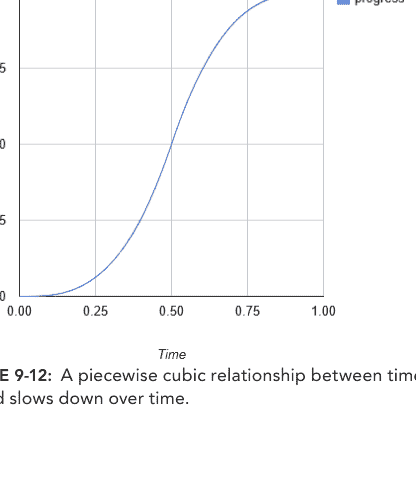 progress
5
0
5
0
0.00 0.25 0.50 0.75 1.00
Time
E 9-12: A piecewise cubic relationship between time
d slows down over time.